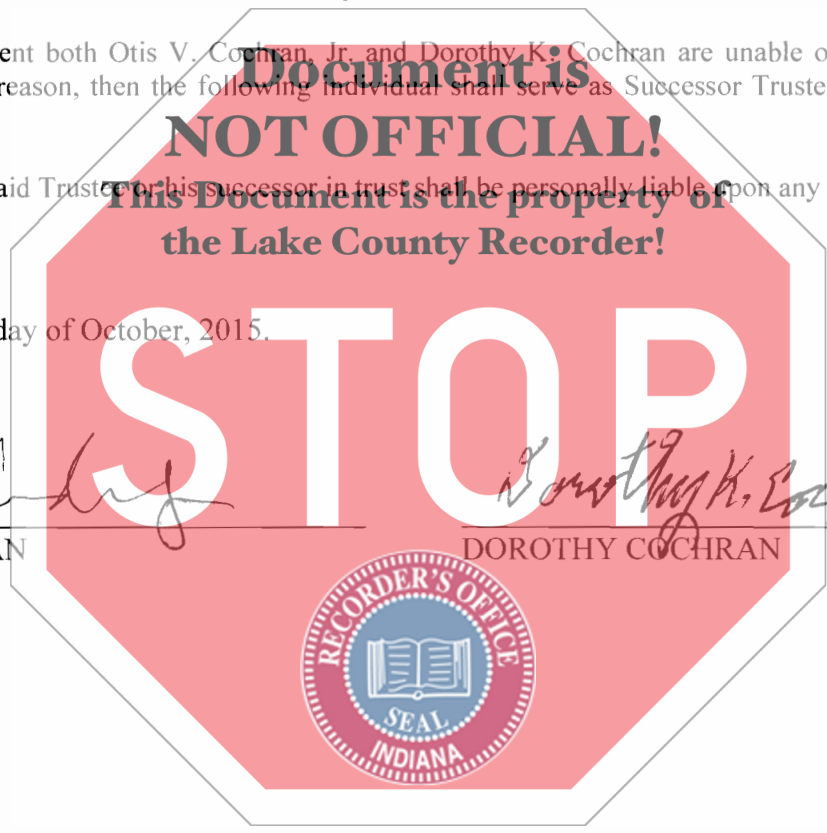 ent both Otis V. Cochran, Jr. and Dorothy K. Cochran are unable o
Document is
reason, then the following individual shall serve as Successor Truste
NOT OFFICIAL!
aid Trustee or his successor in trust shall be personally liable upon any
This Document is the property of
the Lake County Recorder!
day of October, 2015.
STOP
Dorothy K. Coc
AN
DOROTHY COCHRAN
RECORDER'S OFFICE
SEAL
INDIANA